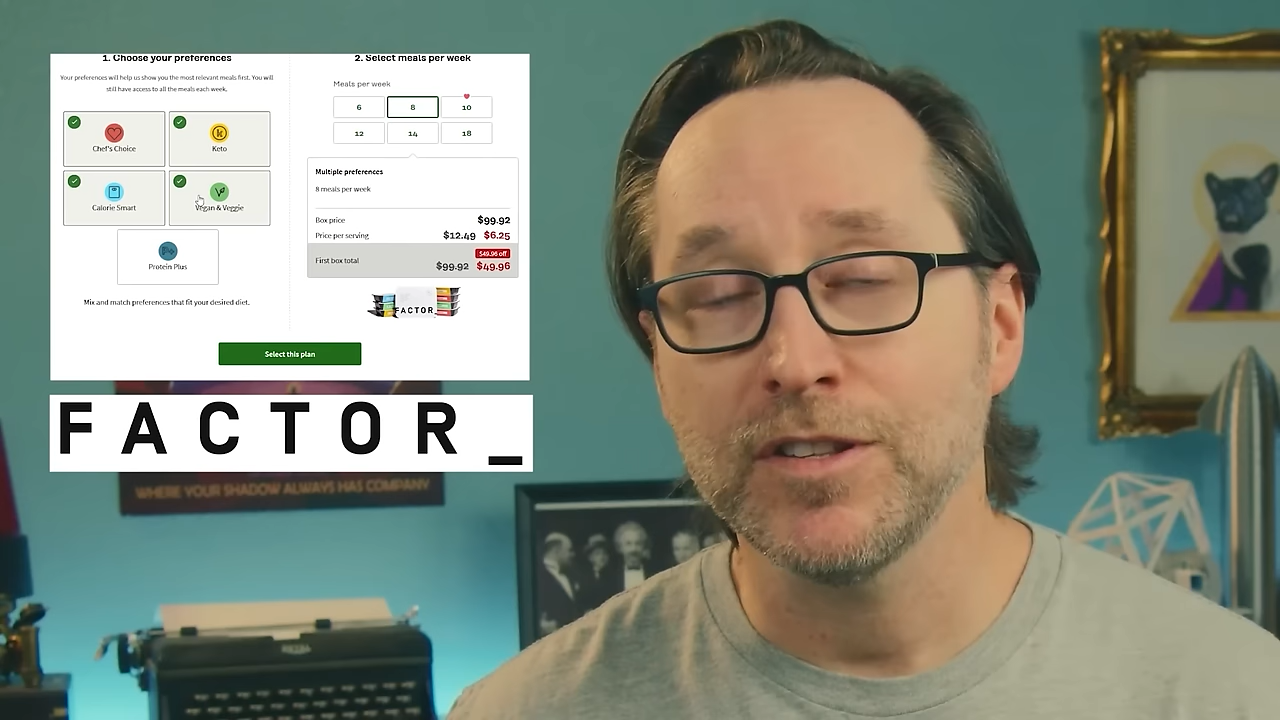 1. Choose your preferences
Your preferences will help us show you the most relevant meals first. You will
still have access to all the meals each week.
Chef's Choice
Keto
Calorie Smart
Vegan & Veggie
Protein Plus
Mix and match preferences that fit your desired diet.
2. Select meals per week
Meals per week
6
8
10
12
14
18
Multiple preferences
8 meals per week
Box price $99.92
Price per serving $12.49 $6.25
$49.96 off
First box total $99.92 $49.96
FACTOR_
Select this plan
FACTOR_
WHERE YOUR SHADOW ALWAYS HAS COMPANY